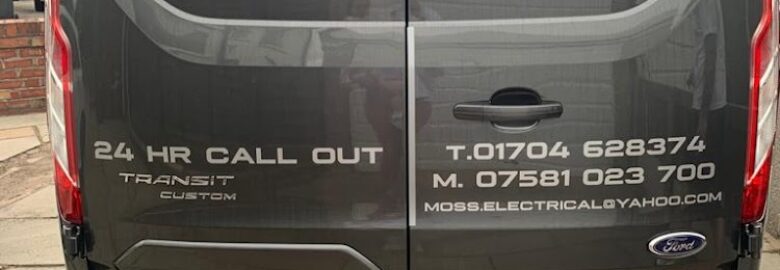 24 HR CALL OUT
TRANSIT
CUSTOM
T.01704 628374
M. 07581 023 700
MOSS.ELECTRICAL@YAHOO.COM
Ford